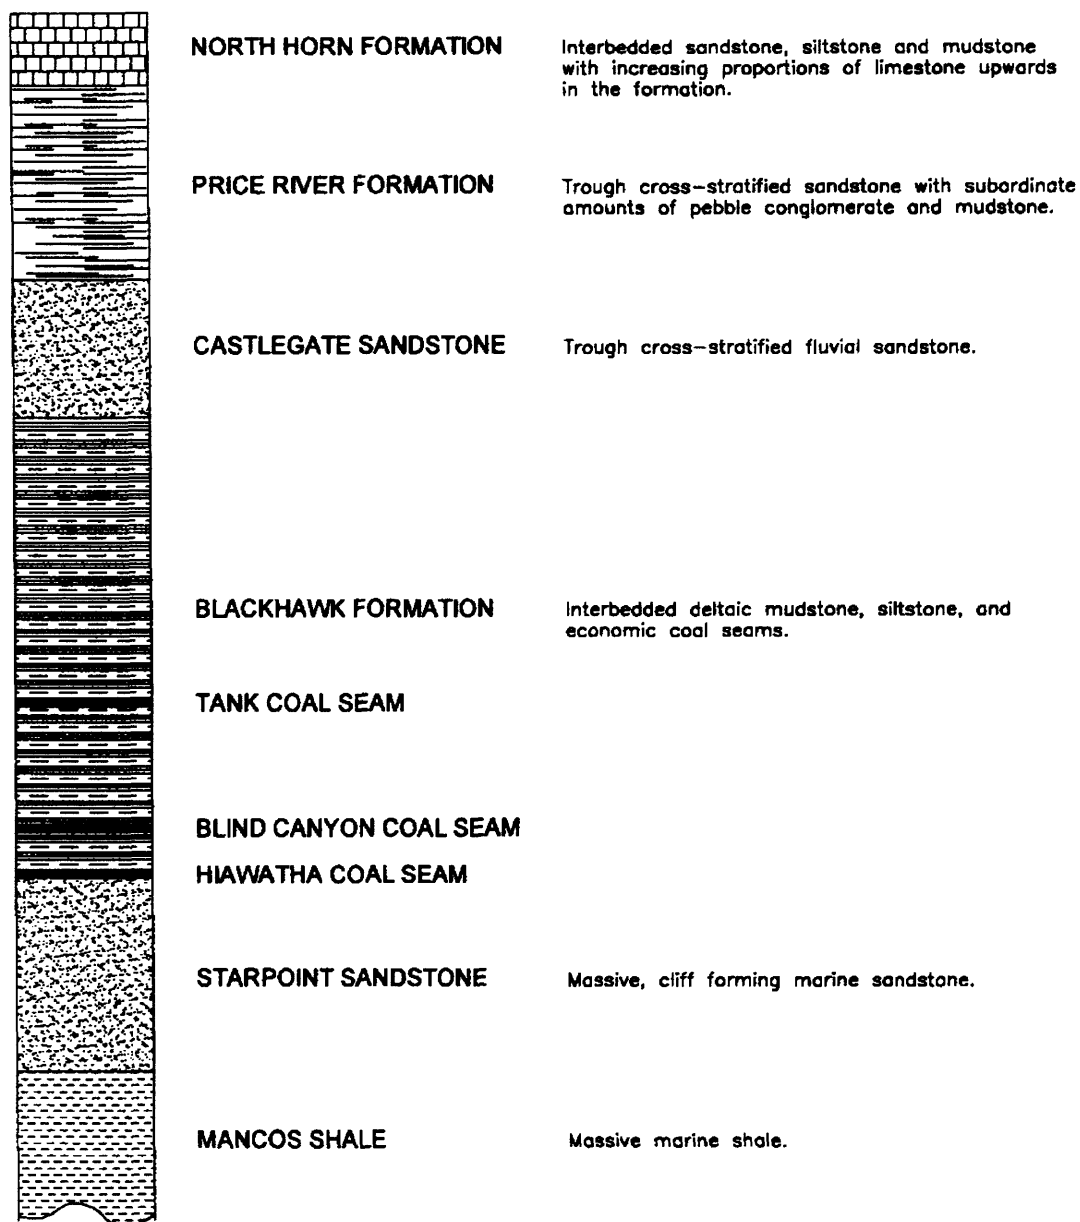 NORTH HORN FORMATION
Interbedded sandstone, siltstone and mudstone
with increasing proportions of limestone upwards
in the formation.
PRICE RIVER FORMATION
Trough cross-stratified sandstone with subordinate
amounts of pebble conglomerate and mudstone.
CASTLEGATE SANDSTONE
Trough cross-stratified fluvial sandstone.
BLACKHAWK FORMATION
Interbedded deltaic mudstone, siltstone, and
economic coal seams.
TANK COAL SEAM
BLIND CANYON COAL SEAM
HIAWATHA COAL SEAM
STARPOINT SANDSTONE
Massive, cliff forming marine sandstone.
MANCOS SHALE
Massive marine shale.